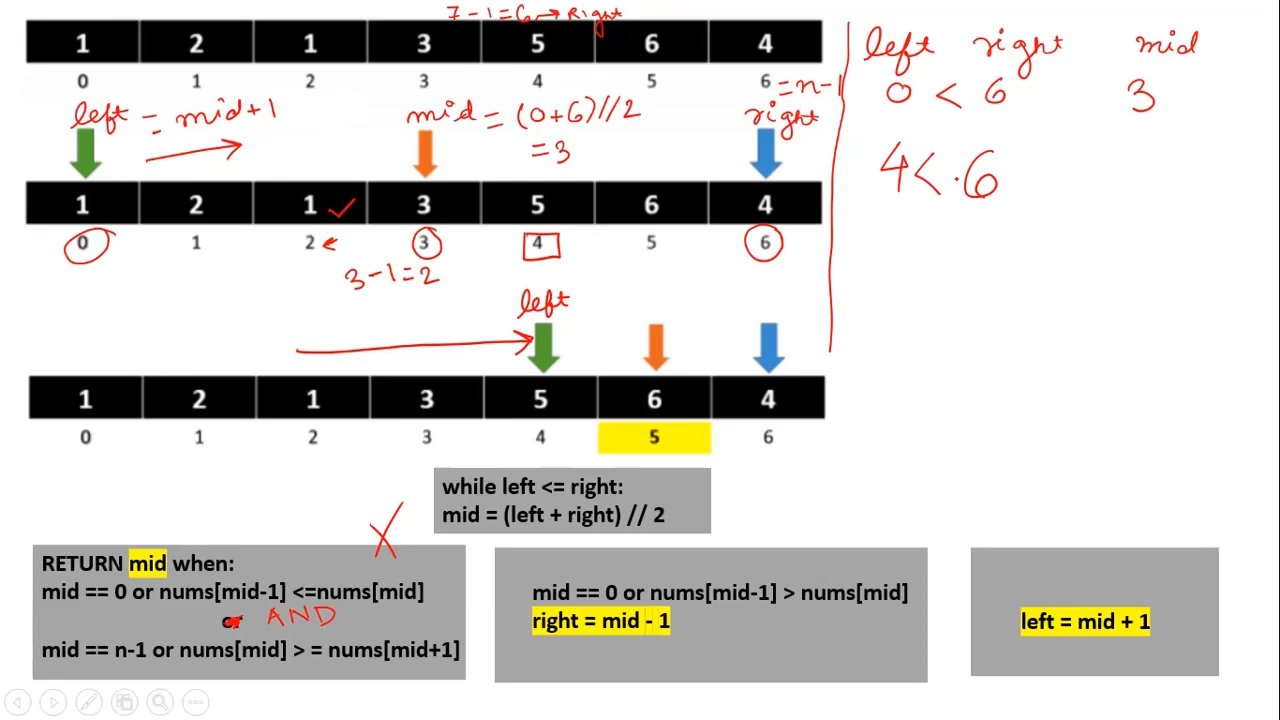 7-1=6→Right
1 2 1 3 5 6 4
0 1 2 3 4 5 6 =n-1
left = mid+1
mid = (0+6)//2
=3
right
1 2 1 3 5 6 4
0 1 2 3 4 5 6
3-1=2
left
1 2 1 3 5 6 4
0 1 2 3 4 5 6
left right mid
0 < 6 3
4 < 6
while left <= right:
mid = (left + right) // 2
RETURN mid when:
mid == 0 or nums[mid-1] <=nums[mid]
or AND
mid == n-1 or nums[mid] > = nums[mid+1]
mid == 0 or nums[mid-1] > nums[mid]
right = mid - 1
left = mid + 1